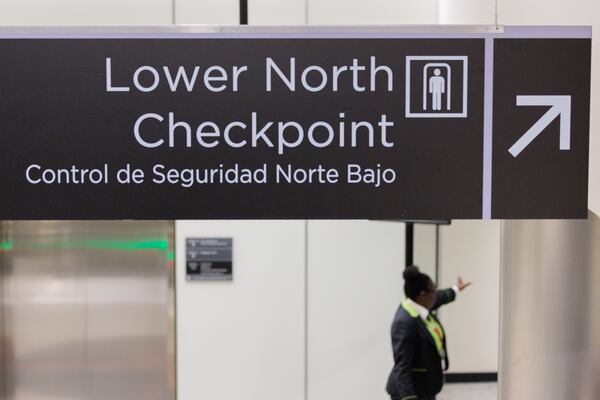 Lower North
Checkpoint
Control de Seguridad Norte Bajo